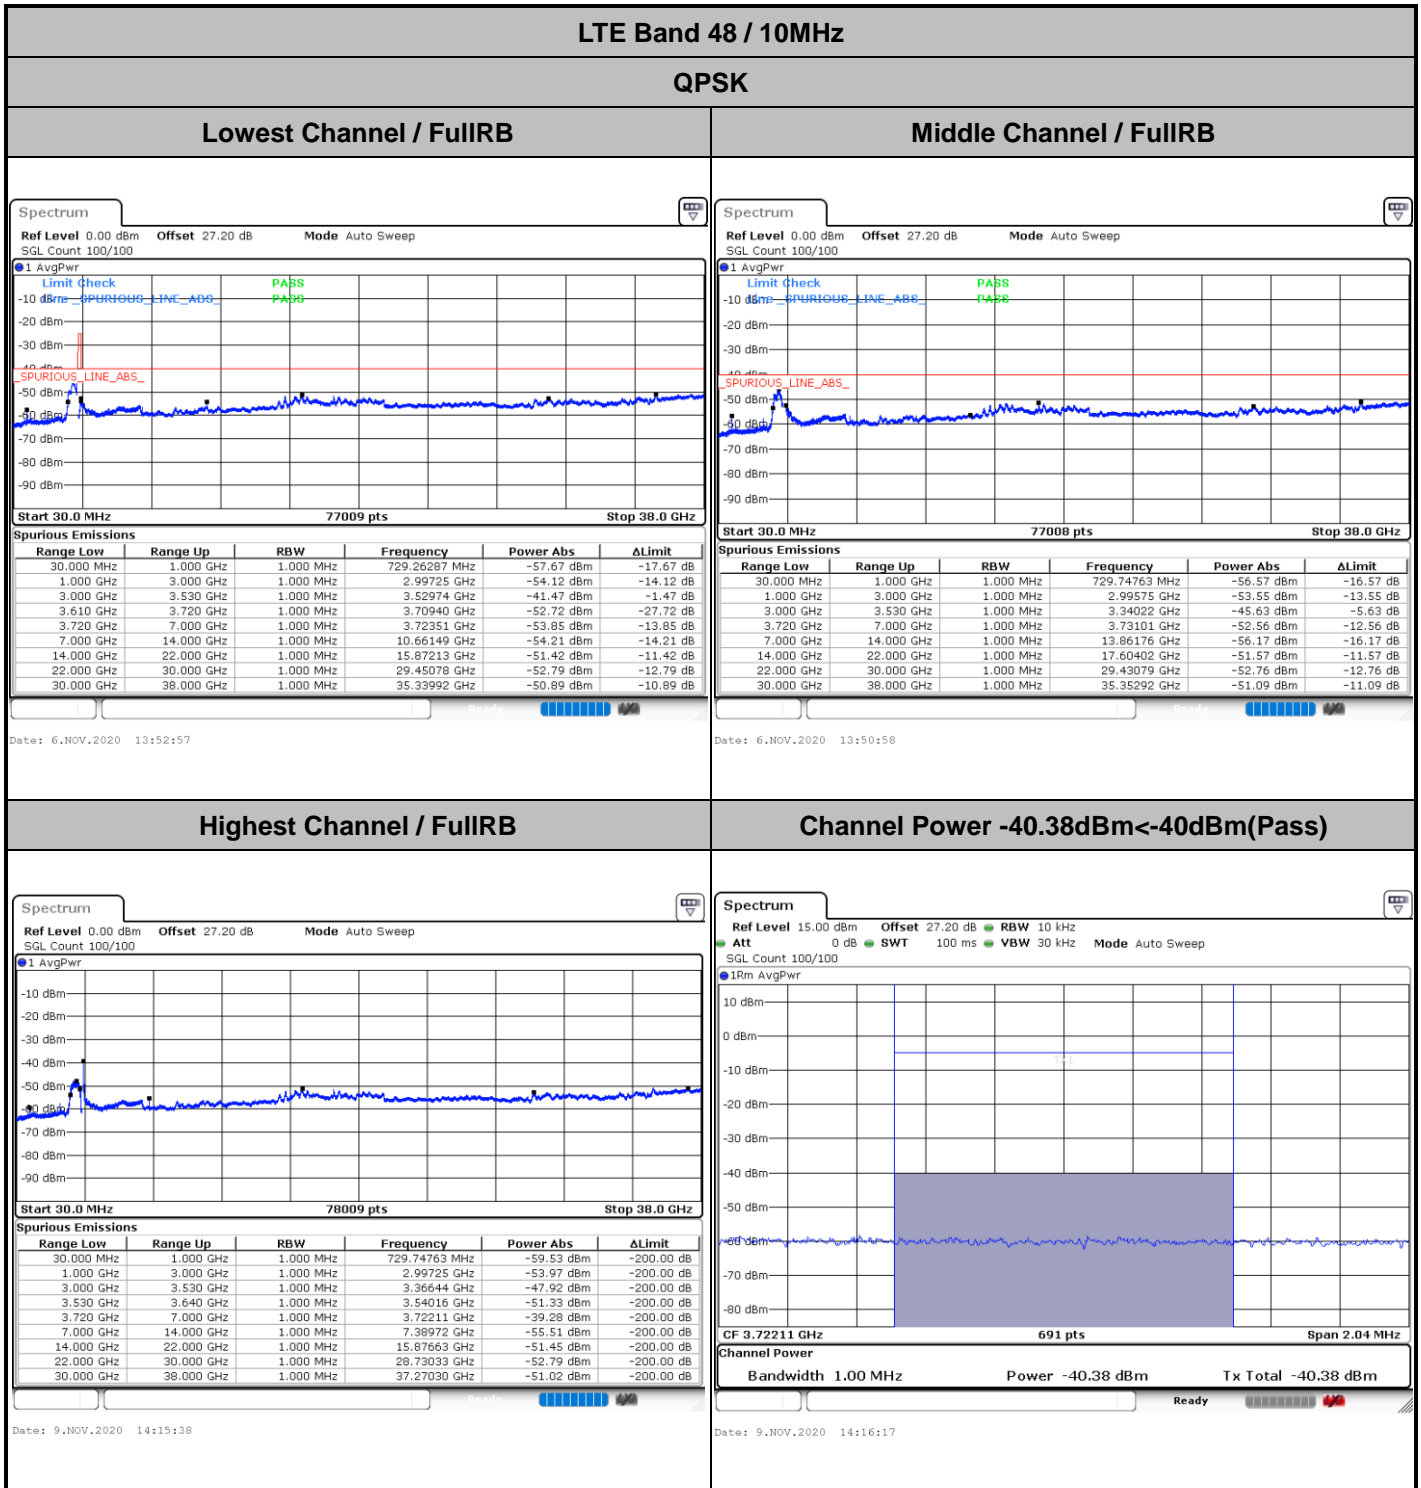 LTE Band 48 / 10MHz
QPSK
Lowest Channel / FullRB
Middle Channel / FullRB
Spectrum
Ref Level 0.00 dBm Offset 27.20 dB Mode Auto Sweep
SGL Count 100/100
1 AvgPwr
Limit Check PASS
-10 dBm
Line _SPURIOUS_LINE_ABS_ PASS
-20 dBm
-30 dBm
-40 dBm
_SPURIOUS_LINE_ABS_
-50 dBm
-60 dBm
-70 dBm
-80 dBm
-90 dBm
Start 30.0 MHz 77009 pts Stop 38.0 GHz
Spurious Emissions
Range Low Range Up RBW Frequency Power Abs ΔLimit
30.000 MHz 1.000 GHz 1.000 MHz 729.26287 MHz -57.67 dBm -17.67 dB
1.000 GHz 3.000 GHz 1.000 MHz 2.99725 GHz -54.12 dBm -14.12 dB
3.000 GHz 3.530 GHz 1.000 MHz 3.52974 GHz -41.47 dBm -1.47 dB
3.610 GHz 3.720 GHz 1.000 MHz 3.70940 GHz -52.72 dBm -27.72 dB
3.720 GHz 7.000 GHz 1.000 MHz 3.72351 GHz -53.85 dBm -13.85 dB
7.000 GHz 14.000 GHz 1.000 MHz 10.66149 GHz -54.21 dBm -14.21 dB
14.000 GHz 22.000 GHz 1.000 MHz 15.87213 GHz -51.42 dBm -11.42 dB
22.000 GHz 30.000 GHz 1.000 MHz 29.45078 GHz -52.79 dBm -12.79 dB
30.000 GHz 38.000 GHz 1.000 MHz 35.33992 GHz -50.89 dBm -10.89 dB
Ready
Date: 6.NOV.2020 13:52:57
Spectrum
Ref Level 0.00 dBm Offset 27.20 dB Mode Auto Sweep
SGL Count 100/100
1 AvgPwr
Limit Check PASS
-10 dBm
Line _SPURIOUS_LINE_ABS_ PASS
-20 dBm
-30 dBm
-40 dBm
_SPURIOUS_LINE_ABS_
-50 dBm
-60 dBm
-70 dBm
-80 dBm
-90 dBm
Start 30.0 MHz 77008 pts Stop 38.0 GHz
Spurious Emissions
Range Low Range Up RBW Frequency Power Abs ΔLimit
30.000 MHz 1.000 GHz 1.000 MHz 729.74763 MHz -56.57 dBm -16.57 dB
1.000 GHz 3.000 GHz 1.000 MHz 2.99575 GHz -53.55 dBm -13.55 dB
3.000 GHz 3.530 GHz 1.000 MHz 3.34022 GHz -45.63 dBm -5.63 dB
3.720 GHz 7.000 GHz 1.000 MHz 3.73101 GHz -52.56 dBm -12.56 dB
7.000 GHz 14.000 GHz 1.000 MHz 13.86176 GHz -56.17 dBm -16.17 dB
14.000 GHz 22.000 GHz 1.000 MHz 17.60402 GHz -51.57 dBm -11.57 dB
22.000 GHz 30.000 GHz 1.000 MHz 29.43079 GHz -52.76 dBm -12.76 dB
30.000 GHz 38.000 GHz 1.000 MHz 35.35292 GHz -51.09 dBm -11.09 dB
Ready
Date: 6.NOV.2020 13:50:58
Highest Channel / FullRB
Channel Power -40.38dBm<-40dBm(Pass)
Spectrum
Ref Level 0.00 dBm Offset 27.20 dB Mode Auto Sweep
SGL Count 100/100
1 AvgPwr
-10 dBm
-20 dBm
-30 dBm
-40 dBm
-50 dBm
-60 dBm
-70 dBm
-80 dBm
-90 dBm
Start 30.0 MHz 78009 pts Stop 38.0 GHz
Spurious Emissions
Range Low Range Up RBW Frequency Power Abs ΔLimit
30.000 MHz 1.000 GHz 1.000 MHz 729.74763 MHz -59.53 dBm -200.00 dB
1.000 GHz 3.000 GHz 1.000 MHz 2.99725 GHz -53.97 dBm -200.00 dB
3.000 GHz 3.530 GHz 1.000 MHz 3.36644 GHz -47.92 dBm -200.00 dB
3.530 GHz 3.640 GHz 1.000 MHz 3.54016 GHz -51.33 dBm -200.00 dB
3.720 GHz 7.000 GHz 1.000 MHz 3.72211 GHz -39.28 dBm -200.00 dB
7.000 GHz 14.000 GHz 1.000 MHz 7.38972 GHz -55.51 dBm -200.00 dB
14.000 GHz 22.000 GHz 1.000 MHz 15.87663 GHz -51.45 dBm -200.00 dB
22.000 GHz 30.000 GHz 1.000 MHz 28.73033 GHz -52.79 dBm -200.00 dB
30.000 GHz 38.000 GHz 1.000 MHz 37.27030 GHz -51.02 dBm -200.00 dB
Ready
Date: 9.NOV.2020 14:15:38
Spectrum
Ref Level 15.00 dBm Offset 27.20 dB RBW 10 kHz
Att 0 dB SWT 100 ms VBW 30 kHz Mode Auto Sweep
SGL Count 100/100
1Rm AvgPwr
10 dBm
0 dBm
TX1
-10 dBm
-20 dBm
-30 dBm
-40 dBm
-50 dBm
-60 dBm
-70 dBm
-80 dBm
CF 3.72211 GHz 691 pts Span 2.04 MHz
Channel Power
Bandwidth 1.00 MHz Power -40.38 dBm Tx Total -40.38 dBm
Ready
Date: 9.NOV.2020 14:16:17